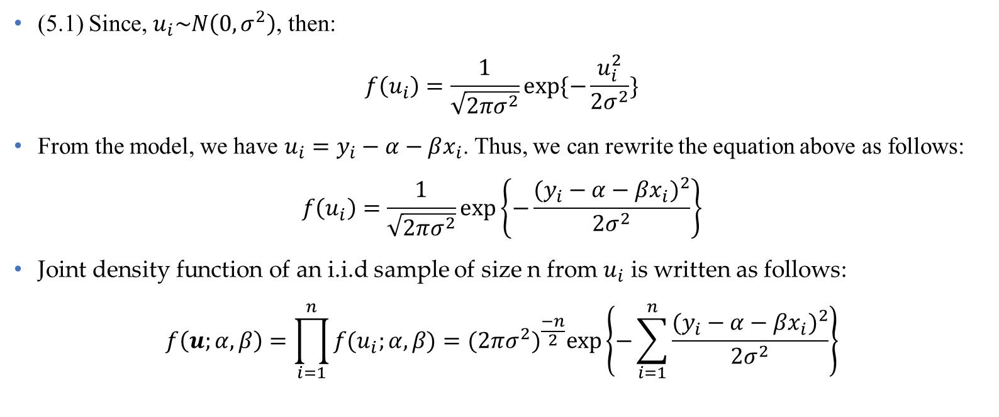 • (5.1) Since, $u_i \sim N(0, \sigma^2)$, then:
$f(u_i) = \frac{1}{\sqrt{2\pi\sigma^2}} \exp\{-\frac{u_i^2}{2\sigma^2}\}$
• From the model, we have $u_i = y_i - \alpha - \beta x_i$. Thus, we can rewrite the equation above as follows:
$f(u_i) = \frac{1}{\sqrt{2\pi\sigma^2}} \exp\left\{-\frac{(y_i - \alpha - \beta x_i)^2}{2\sigma^2}\right\}$
• Joint density function of an i.i.d sample of size n from $u_i$ is written as follows:
$f(\boldsymbol{u}; \alpha, \beta) = \prod_{i=1}^{n} f(u_i; \alpha, \beta) = (2\pi\sigma^2)^{\frac{-n}{2}} \exp\left\{-\sum_{i=1}^{n} \frac{(y_i - \alpha - \beta x_i)^2}{2\sigma^2}\right\}$